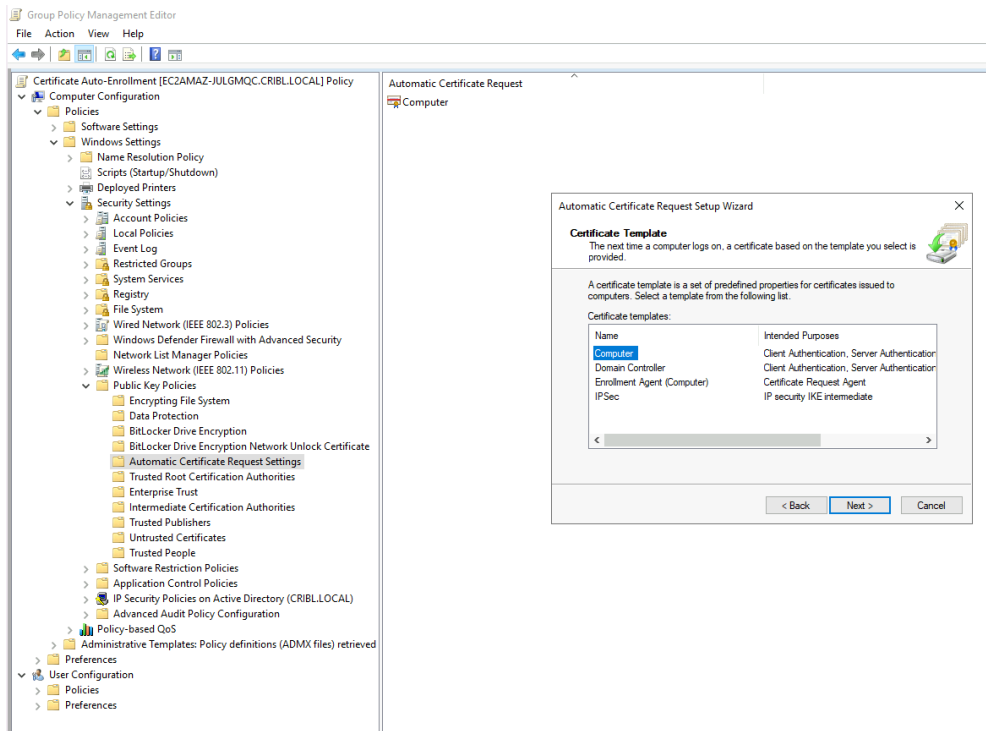 Group Policy Management Editor
File Action View Help
Certificate Auto-Enrollment [EC2AMAZ-JULGMQC.CRIBL.LOCAL] Policy
Computer Configuration
Policies
Software Settings
Windows Settings
Name Resolution Policy
Scripts (Startup/Shutdown)
Deployed Printers
Security Settings
Account Policies
Local Policies
Event Log
Restricted Groups
System Services
Registry
File System
Wired Network (IEEE 802.3) Policies
Windows Defender Firewall with Advanced Security
Network List Manager Policies
Wireless Network (IEEE 802.11) Policies
Public Key Policies
Encrypting File System
Data Protection
BitLocker Drive Encryption
BitLocker Drive Encryption Network Unlock Certificate
Automatic Certificate Request Settings
Trusted Root Certification Authorities
Enterprise Trust
Intermediate Certification Authorities
Trusted Publishers
Untrusted Certificates
Trusted People
Software Restriction Policies
Application Control Policies
IP Security Policies on Active Directory (CRIBL.LOCAL)
Advanced Audit Policy Configuration
Policy-based QoS
Administrative Templates: Policy definitions (ADMX files) retrieved
Preferences
User Configuration
Policies
Preferences
Automatic Certificate Request
Computer
Automatic Certificate Request Setup Wizard
Certificate Template
The next time a computer logs on, a certificate based on the template you select is
provided.
A certificate template is a set of predefined properties for certificates issued to
computers. Select a template from the following list.
Certificate templates:
Name Intended Purposes
Computer Client Authentication, Server Authentication
Domain Controller Client Authentication, Server Authentication
Enrollment Agent (Computer) Certificate Request Agent
IPSec IP security IKE intermediate
< Back Next > Cancel